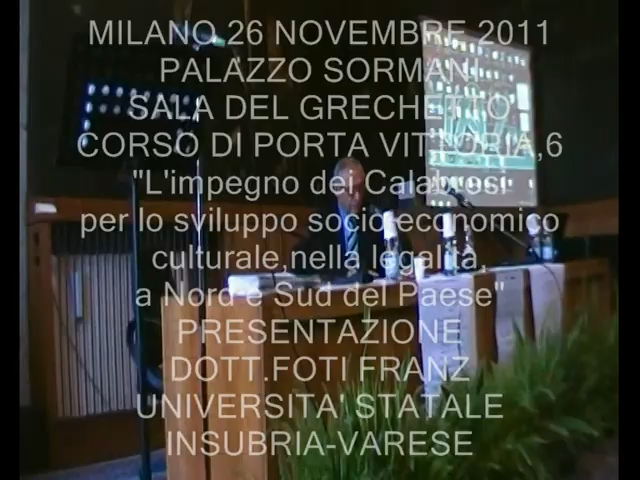 MILANO 26 NOVEMBRE 2011
PALAZZO SORMANI
SALA DEL GRECHETTO
CORSO DI PORTA VITTORIA,6
"L'impegno dei Calabresi
per lo sviluppo socio,economico
culturale,nella legalità,
a Nord e Sud del Paese"
PRESENTAZIONE
DOTT.FOTI FRANZ
UNIVERSITA' STATALE
INSUBRIA-VARESE